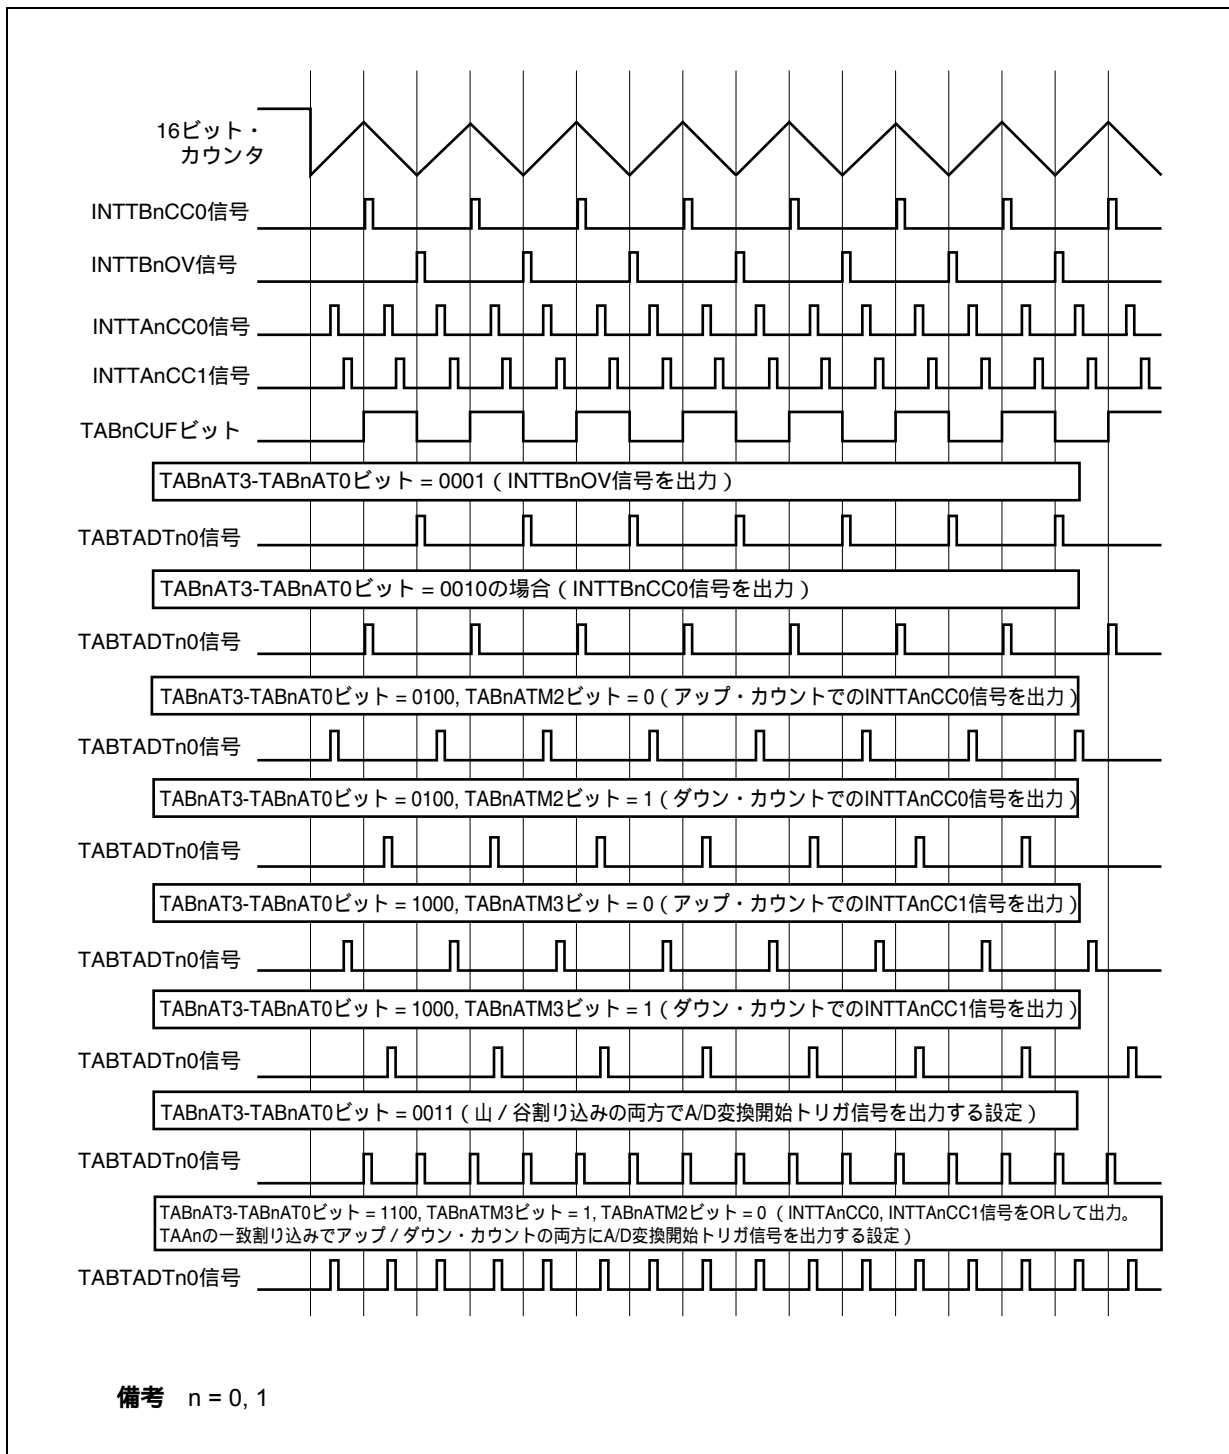 16ビット・
カウンタ
INTTBnCC0信号
INTTBnOV信号
INTTAnCC0信号
INTTAnCC1信号
TABnCUFビット
TABnAT3-TABnAT0ビット = 0001（INTTBnOV信号を出力）
TABTADTn0信号
TABnAT3-TABnAT0ビット = 0010の場合（INTTBnCC0信号を出力）
TABTADTn0信号
TABnAT3-TABnAT0ビット = 0100, TABnATM2ビット = 0（アップ・カウントでのINTTAnCC0信号を出力）
TABTADTn0信号
TABnAT3-TABnAT0ビット = 0100, TABnATM2ビット = 1（ダウン・カウントでのINTTAnCC0信号を出力）
TABTADTn0信号
TABnAT3-TABnAT0ビット = 1000, TABnATM3ビット = 0（アップ・カウントでのINTTAnCC1信号を出力）
TABTADTn0信号
TABnAT3-TABnAT0ビット = 1000, TABnATM3ビット = 1（ダウン・カウントでのINTTAnCC1信号を出力）
TABTADTn0信号
TABnAT3-TABnAT0ビット = 0011（山／谷割り込みの両方でA/D変換開始トリガ信号を出力する設定）
TABTADTn0信号
TABnAT3-TABnAT0ビット = 1100, TABnATM3ビット = 1, TABnATM2ビット = 0（INTTAnCC0, INTTAnCC1信号をORして出力。
TAAnの一致割り込みでアップ／ダウン・カウントの両方にA/D変換開始トリガ信号を出力する設定）
TABTADTn0信号
備考 n = 0, 1